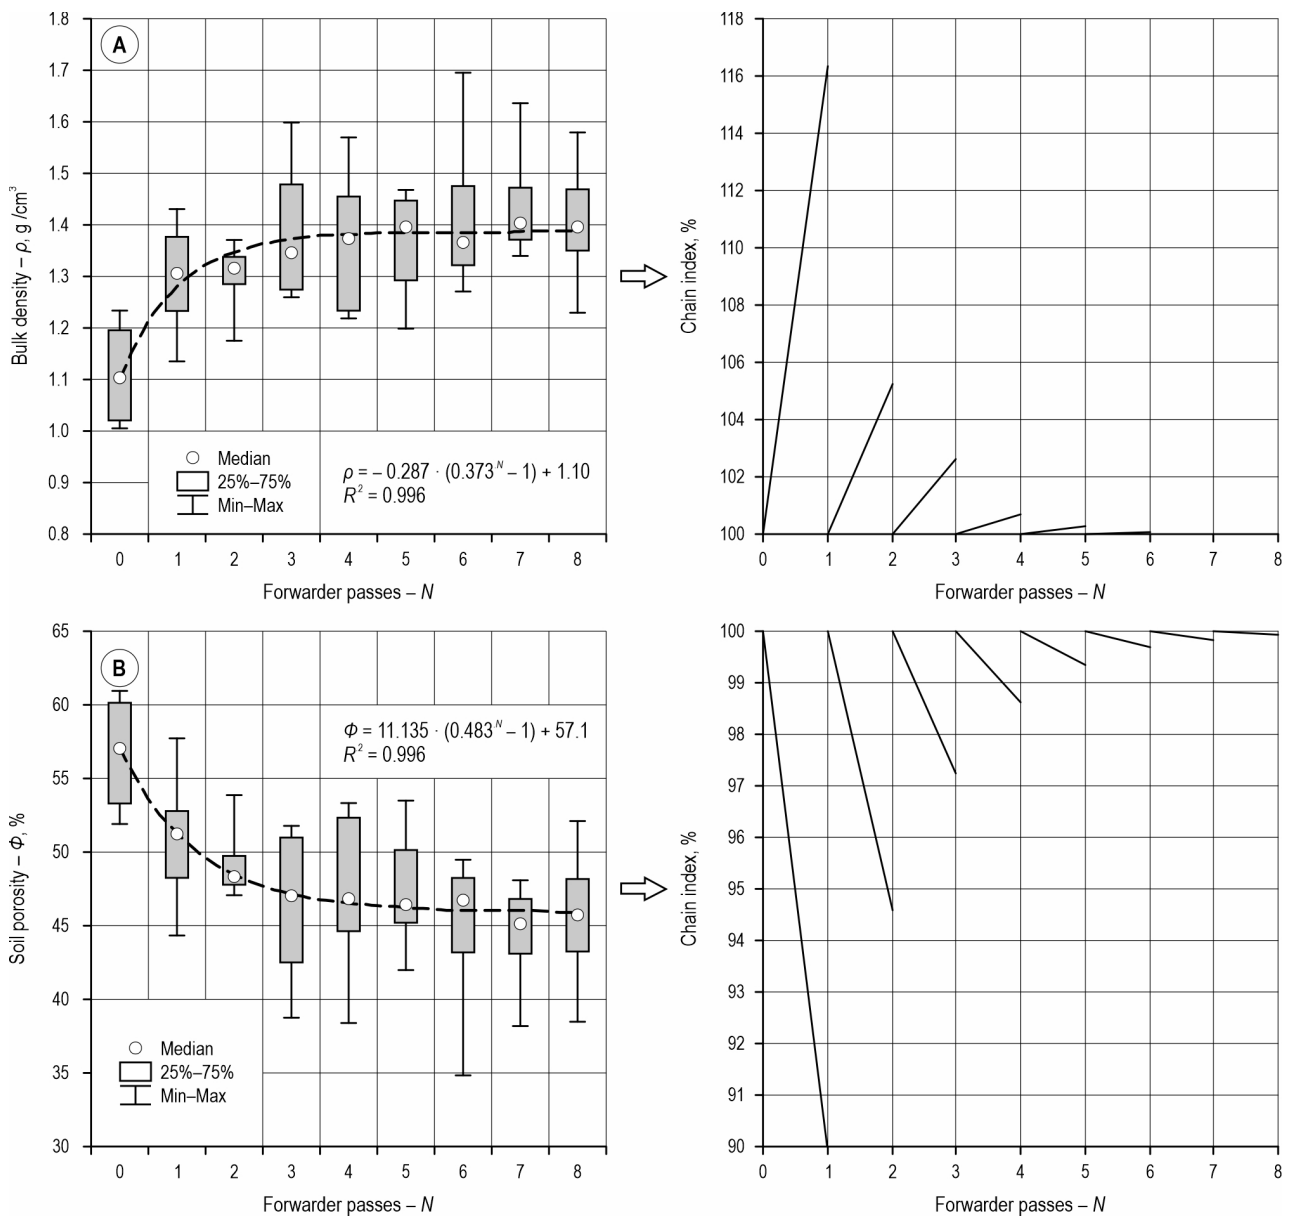 A
1.8
1.7
1.6
1.5
1.4
1.3
1.2
1.1
1.0
0.9
0.8
Bulk density – ρ, g /cm³
Median
25%–75%
Min–Max
ρ = – 0.287 · (0.373ᴺ – 1) + 1.10
R² = 0.996
0 1 2 3 4 5 6 7 8
Forwarder passes – N
118
116
114
112
110
108
106
104
102
100
Chain index, %
0 1 2 3 4 5 6 7 8
Forwarder passes – N
B
65
60
55
50
45
40
35
30
Soil porosity – Φ, %
Φ = 11.135 · (0.483ᴺ – 1) + 57.1
R² = 0.996
Median
25%–75%
Min–Max
0 1 2 3 4 5 6 7 8
Forwarder passes – N
100
99
98
97
96
95
94
93
92
91
90
Chain index, %
0 1 2 3 4 5 6 7 8
Forwarder passes – N